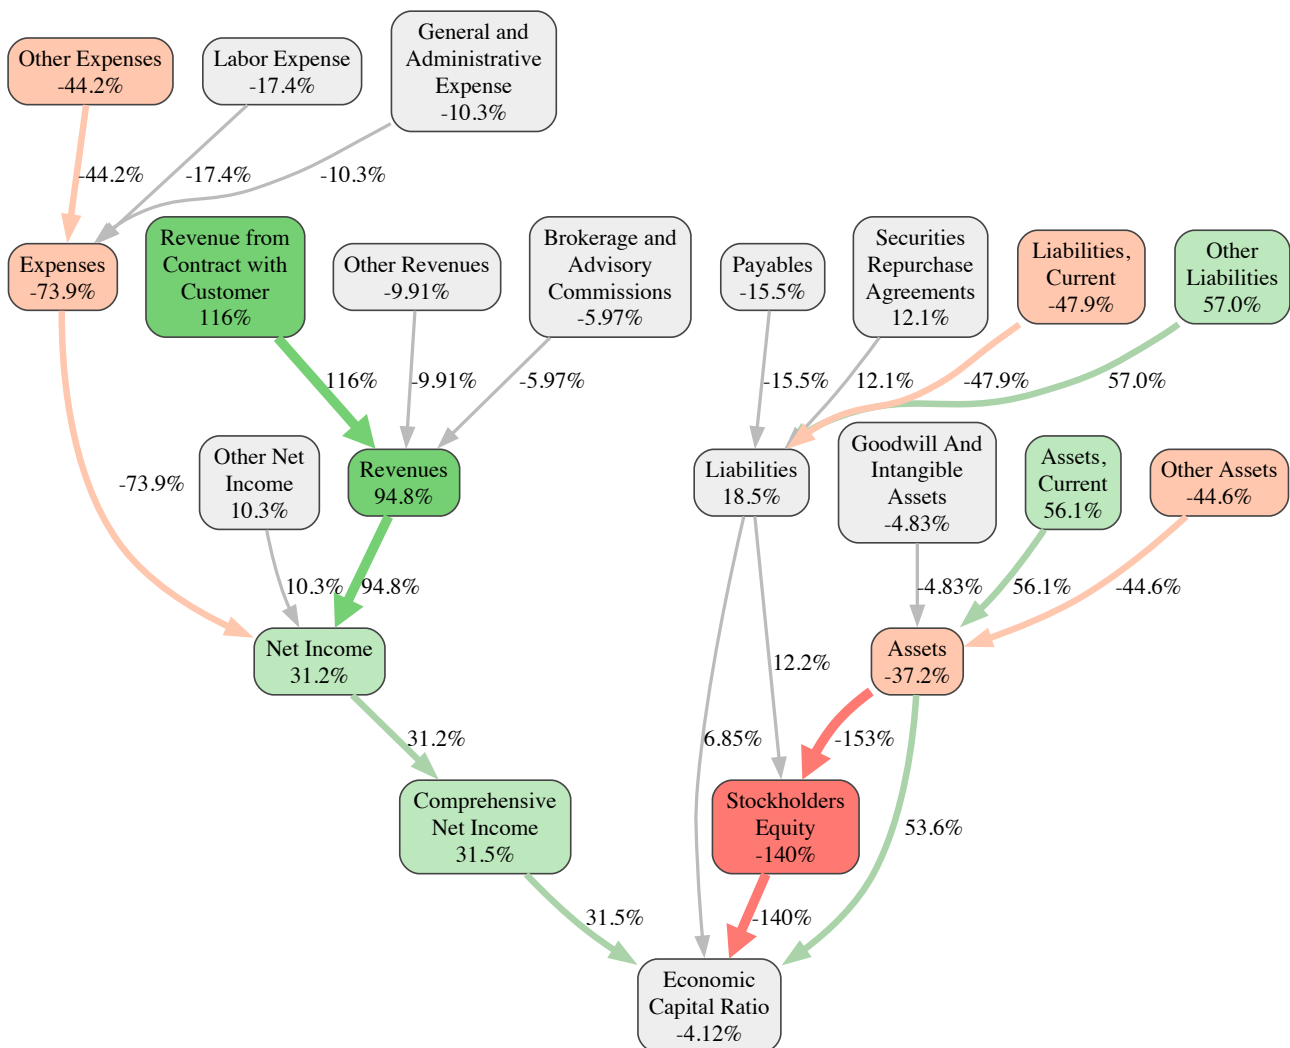 Other Expenses
-44.2%
Labor Expense
-17.4%
General and
Administrative
Expense
-10.3%
-44.2%
-17.4%
-10.3%
Expenses
-73.9%
Revenue from
Contract with
Customer
116%
Other Revenues
-9.91%
Brokerage and
Advisory
Commissions
-5.97%
Payables
-15.5%
Securities
Repurchase
Agreements
12.1%
Liabilities,
Current
-47.9%
Other
Liabilities
57.0%
116%
-9.91%
-5.97%
-15.5%
12.1%
-47.9%
57.0%
-73.9%
Other Net
Income
10.3%
Revenues
94.8%
Liabilities
18.5%
Goodwill And
Intangible
Assets
-4.83%
Assets,
Current
56.1%
Other Assets
-44.6%
10.3%
94.8%
-4.83%
56.1%
-44.6%
Net Income
31.2%
12.2%
Assets
-37.2%
31.2%
6.85%
-153%
Comprehensive
Net Income
31.5%
Stockholders
Equity
-140%
53.6%
31.5%
-140%
Economic
Capital Ratio
-4.12%